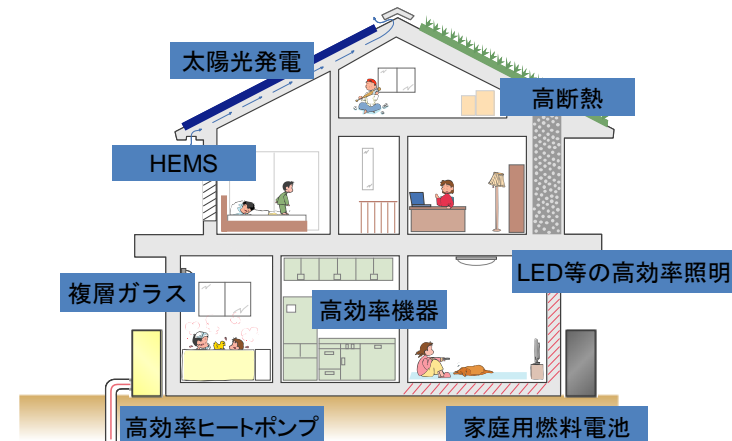 太陽光発電
高断熱
HEMS
LED等の高効率照明
複層ガラス
高効率機器
高効率ヒートポンプ
家庭用燃料電池